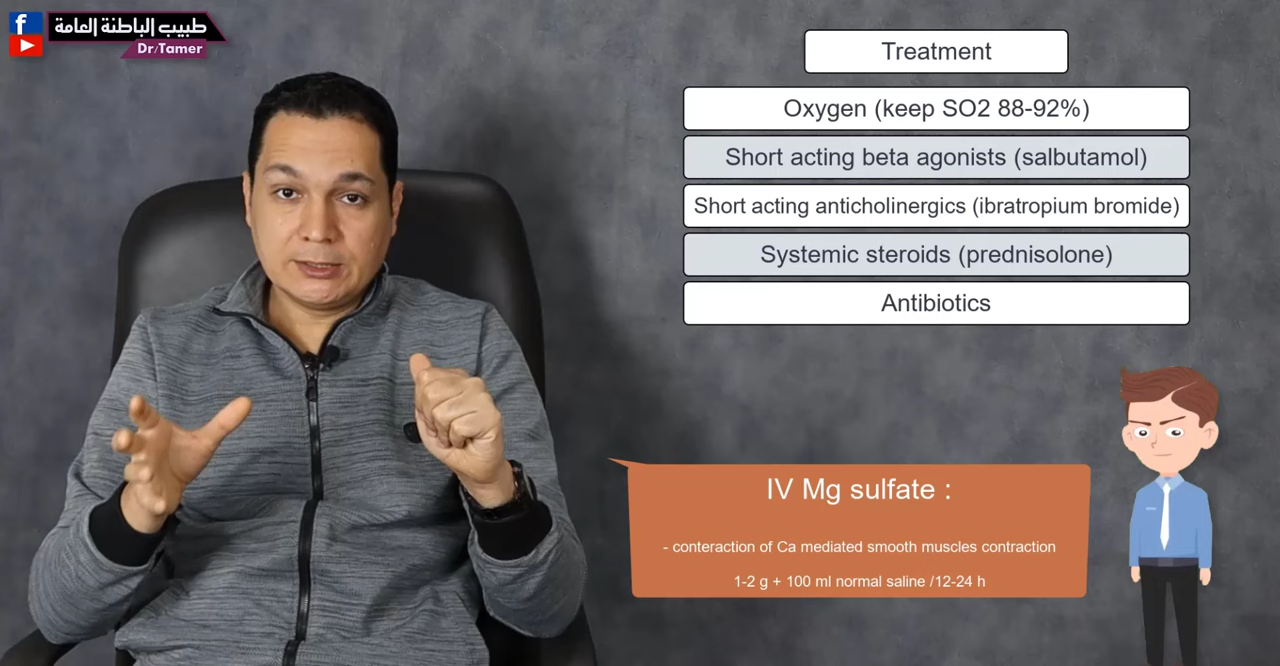 طبيب الباطنة العامة
Dr/Tamer
Treatment
Oxygen (keep SO2 88-92%)
Short acting beta agonists (salbutamol)
Short acting anticholinergics (ibratropium bromide)
Systemic steroids (prednisolone)
Antibiotics
IV Mg sulfate :
- conteraction of Ca mediated smooth muscles contraction
1-2 g + 100 ml normal saline /12-24 h